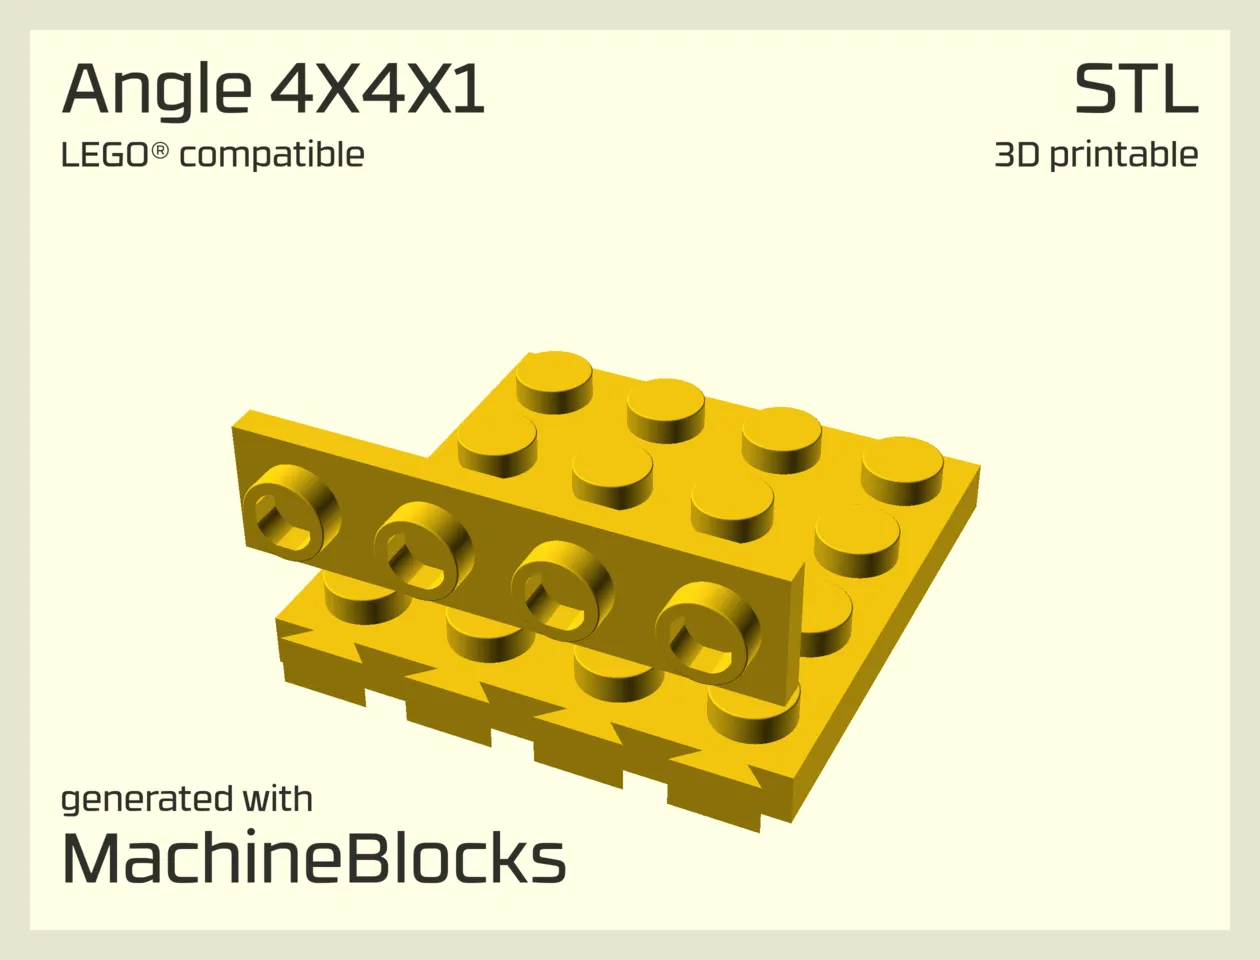 Angle 4X4X1
LEGO® compatible
STL
3D printable
generated with
MachineBlocks